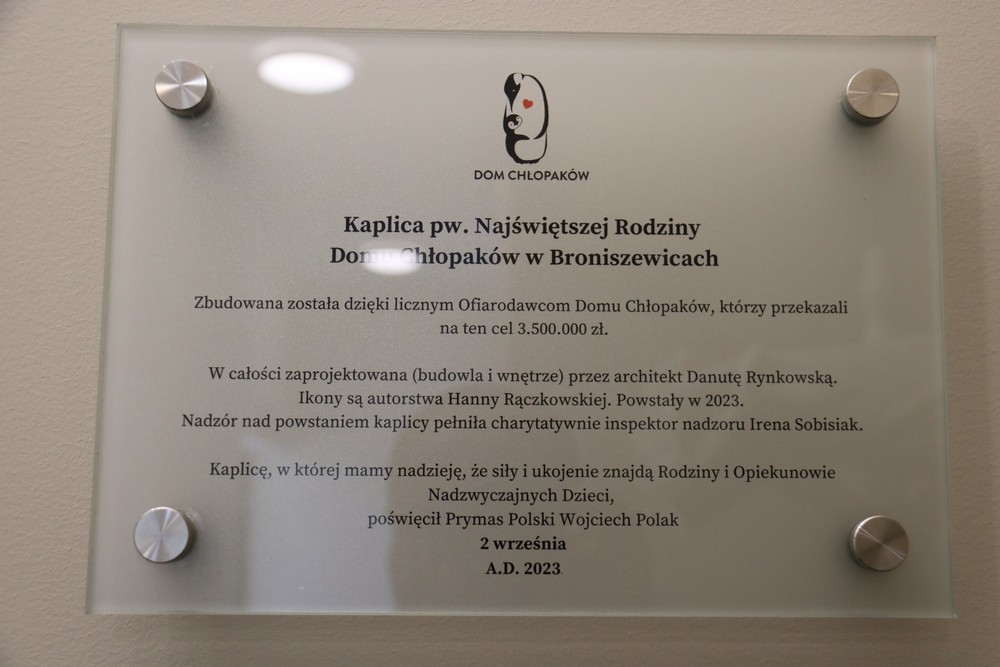 DOM CHŁOPAKÓW
Kaplica pw. Najświętszej Rodziny
Domu Chłopaków w Broniszewicach
Zbudowana została dzięki licznym Ofiarodawcom Domu Chłopaków, którzy przekazali
na ten cel 3.500.000 zł.
W całości zaprojektowana (budowla i wnętrze) przez architekt Danutę Rynkowską.
Ikony są autorstwa Hanny Rączkowskiej. Powstały w 2023.
Nadzór nad powstaniem kaplicy pełniła charytatywnie inspektor nadzoru Irena Sobisiak.
Kaplicę, w której mamy nadzieję, że siły i ukojenie znajdą Rodziny i Opiekunowie
Nadzwyczajnych Dzieci,
poświęcił Prymas Polski Wojciech Polak
2 września
A.D. 2023